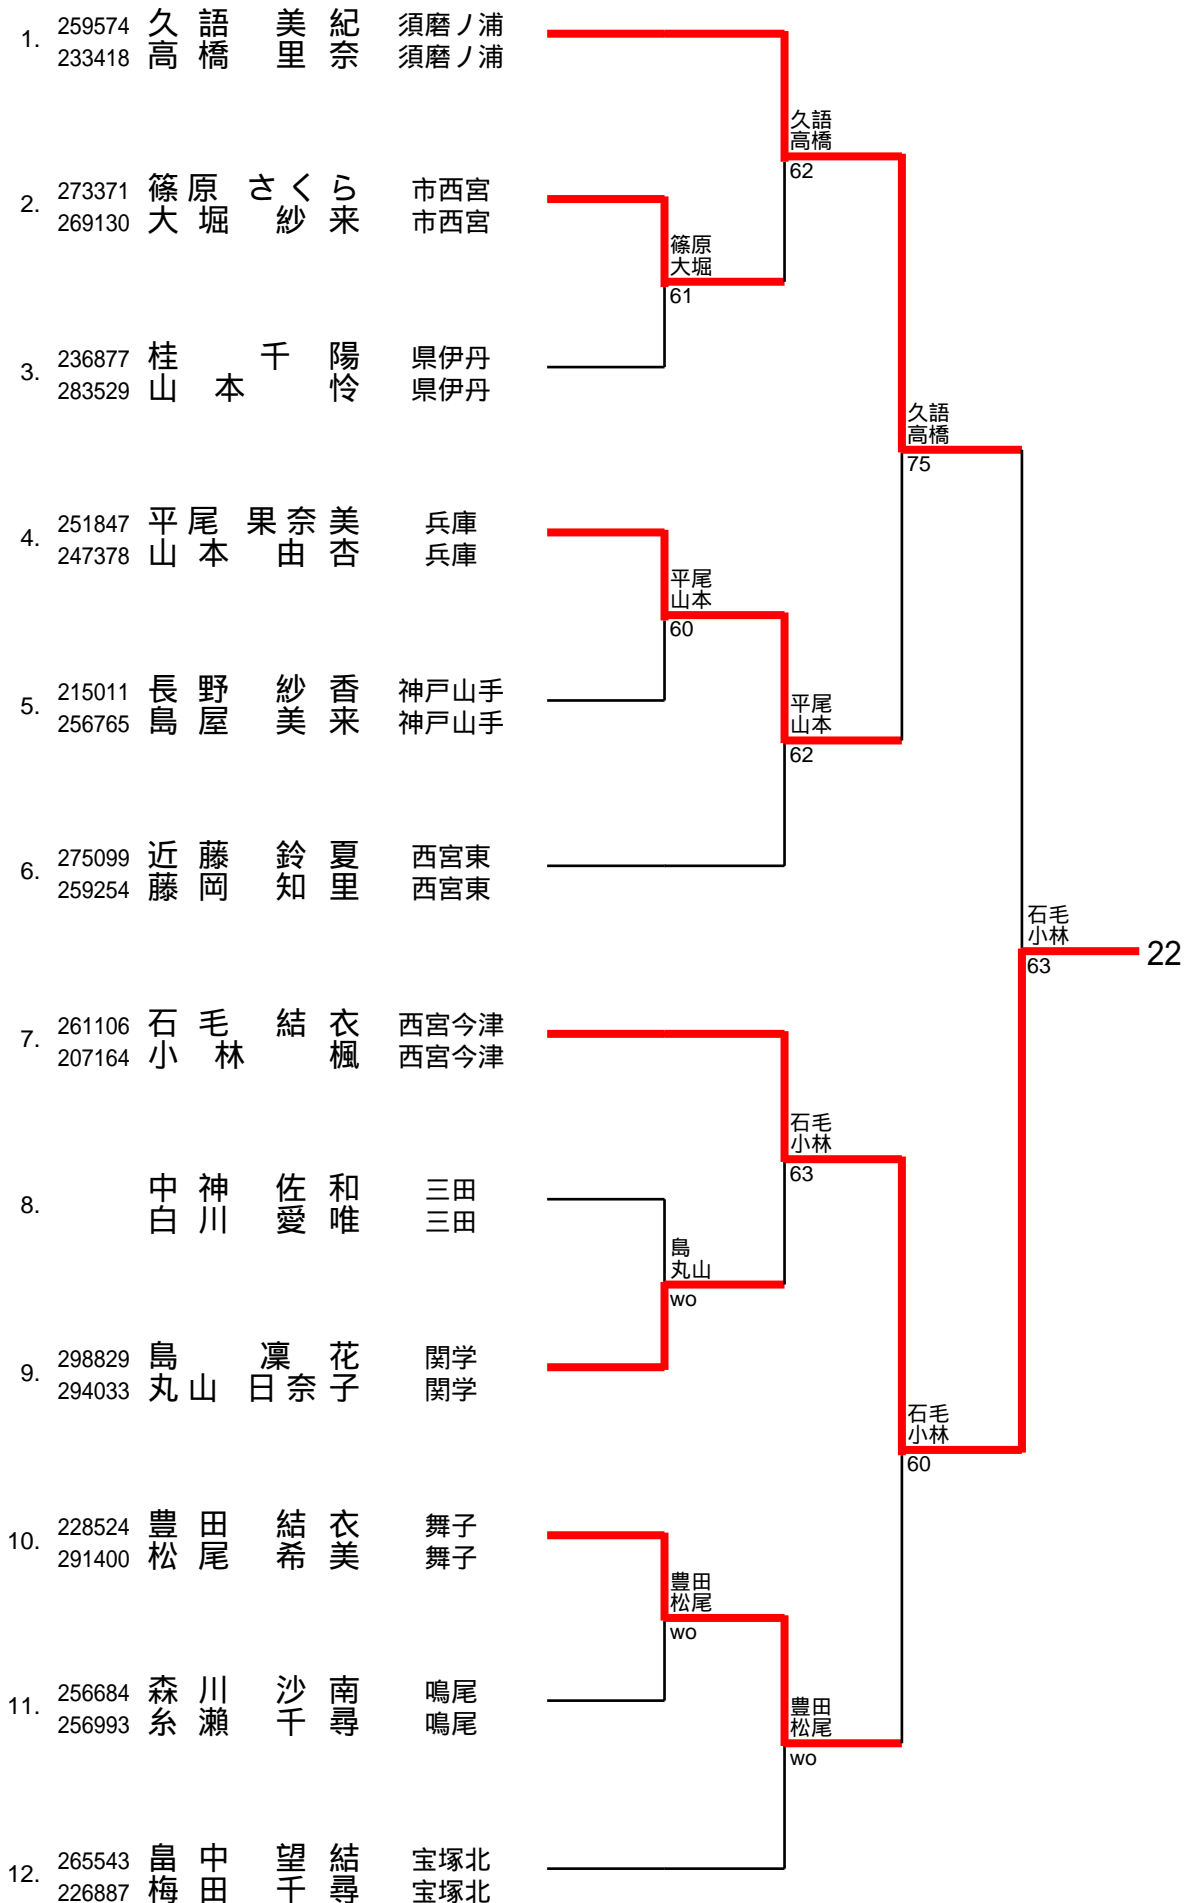 1.
259574 久語 美紀 須磨ノ浦
233418 高橋 里奈 須磨ノ浦
久語
高橋
62
2.
273371 篠原 さくら 市西宮
269130 大堀 紗来 市西宮
篠原
大堀
61
3.
236877 桂 千陽 県伊丹
283529 山本 怜 県伊丹
久語
高橋
75
4.
251847 平尾 果奈美 兵庫
247378 山本 由杏 兵庫
平尾
山本
60
5.
215011 長野 紗香 神戸山手
256765 島屋 美来 神戸山手
平尾
山本
62
6.
275099 近藤 鈴夏 西宮東
259254 藤岡 知里 西宮東
石毛
小林
63
22
7.
261106 石毛 結衣 西宮今津
207164 小林 楓 西宮今津
石毛
小林
63
8.
中神 佐和 三田
白川 愛唯 三田
島
丸山
wo
9.
298829 島 凜花 関学
294033 丸山 日奈子 関学
石毛
小林
60
10.
228524 豊田 結衣 舞子
291400 松尾 希美 舞子
豊田
松尾
wo
11.
256684 森川 沙南 鳴尾
256993 糸瀨 千尋 鳴尾
豊田
松尾
wo
12.
265543 畠中 望結 宝塚北
226887 梅田 千尋 宝塚北